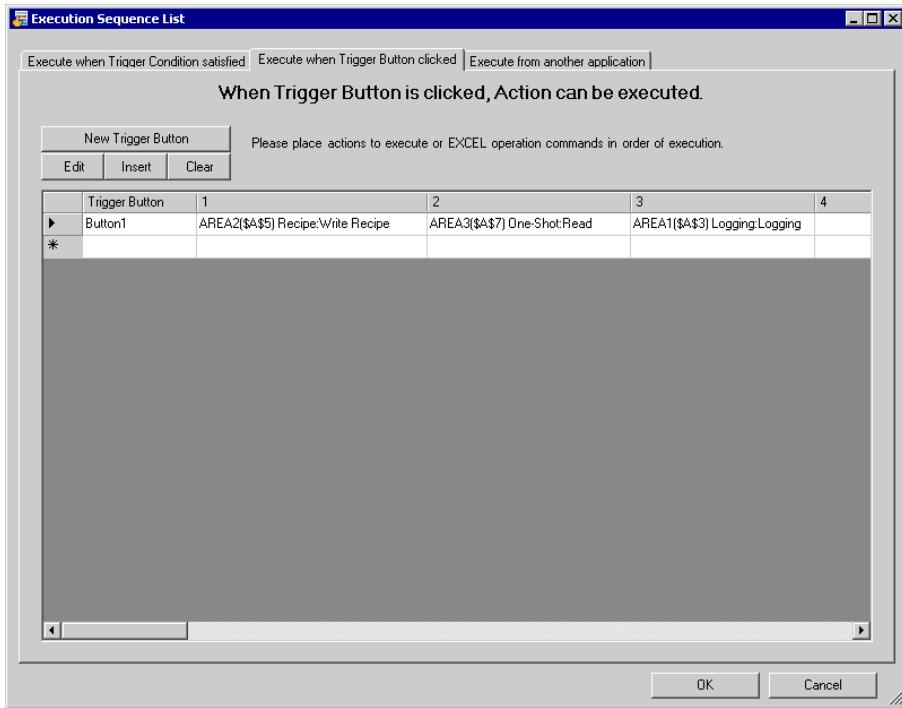 Execution Sequence List
Execute when Trigger Condition satisfied Execute when Trigger Button clicked Execute from another application
When Trigger Button is clicked, Action can be executed.
New Trigger Button Please place actions to execute or EXCEL operation commands in order of execution.
Edit Insert Clear
Trigger Button 1 2 3 4
Button1 AREA2($A$5) Recipe:Write Recipe AREA3($A$7) One-Shot:Read AREA1($A$3) Logging:Logging
OK Cancel